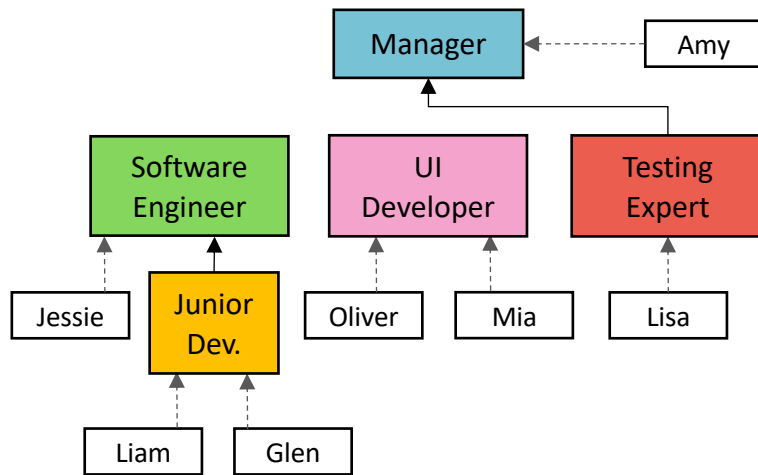 Manager
Amy
Software
Engineer
UI
Developer
Testing
Expert
Jessie
Junior
Dev.
Oliver
Mia
Lisa
Liam
Glen